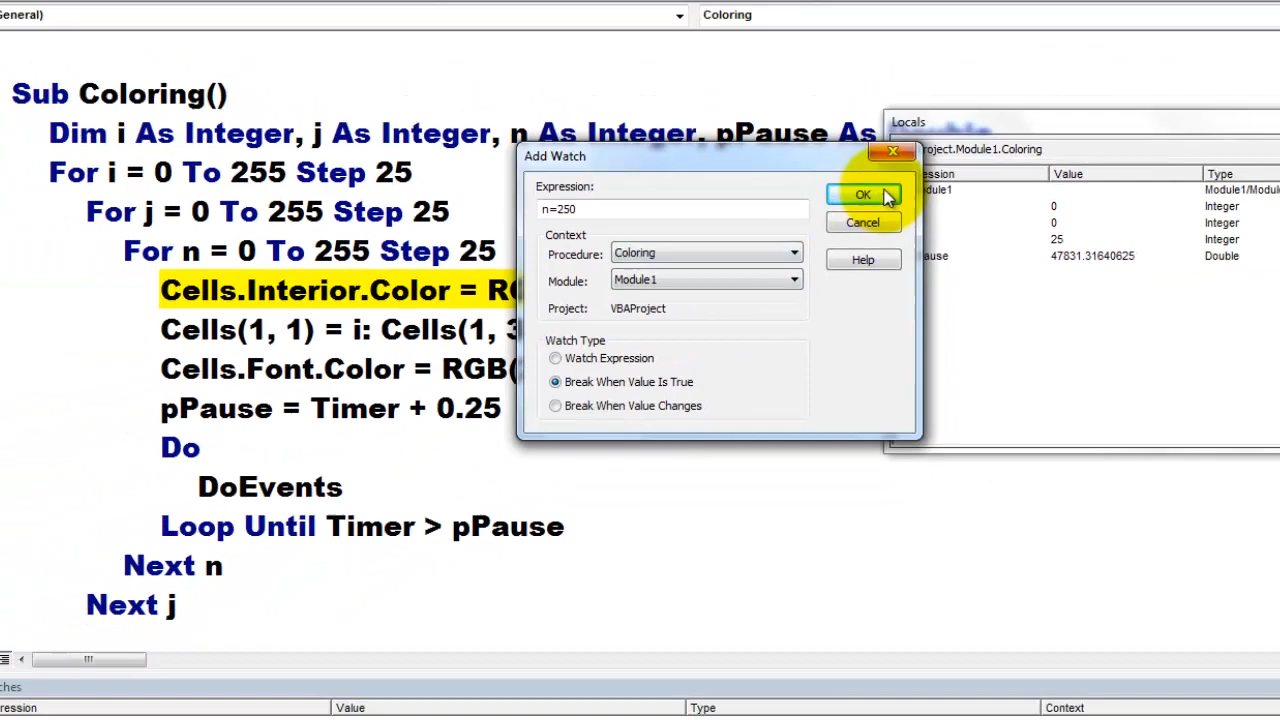 General) Coloring
Sub Coloring()
Dim i As Integer, j As Integer, n As Integer, pPause As Double
For i = 0 To 255 Step 25
For j = 0 To 255 Step 25
For n = 0 To 255 Step 25
Cells.Interior.Color = RG
Cells(1, 1) = i: Cells(1, 3
Cells.Font.Color = RGB(
pPause = Timer + 0.25
Do
DoEvents
Loop Until Timer > pPause
Next n
Next j
Add Watch
Expression:
n=250
OK
Cancel
Help
Context
Procedure: Coloring
Module: Module1
Project: VBAProject
Watch Type
Watch Expression
Break When Value Is True
Break When Value Changes
Locals
roject.Module1.Coloring
ession Value Type
odule1 Module1/Modul
0 Integer
0 Integer
25 Integer
ause 47831.31640625 Double
ches
ression Value Type Context